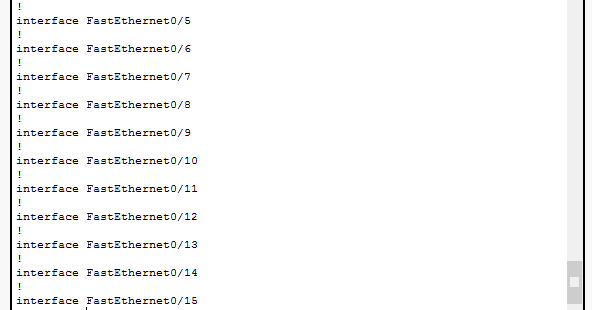 !
interface FastEthernet0/5
!
interface FastEthernet0/6
!
interface FastEthernet0/7
!
interface FastEthernet0/8
!
interface FastEthernet0/9
!
interface FastEthernet0/10
!
interface FastEthernet0/11
!
interface FastEthernet0/12
!
interface FastEthernet0/13
!
interface FastEthernet0/14
!
interface FastEthernet0/15